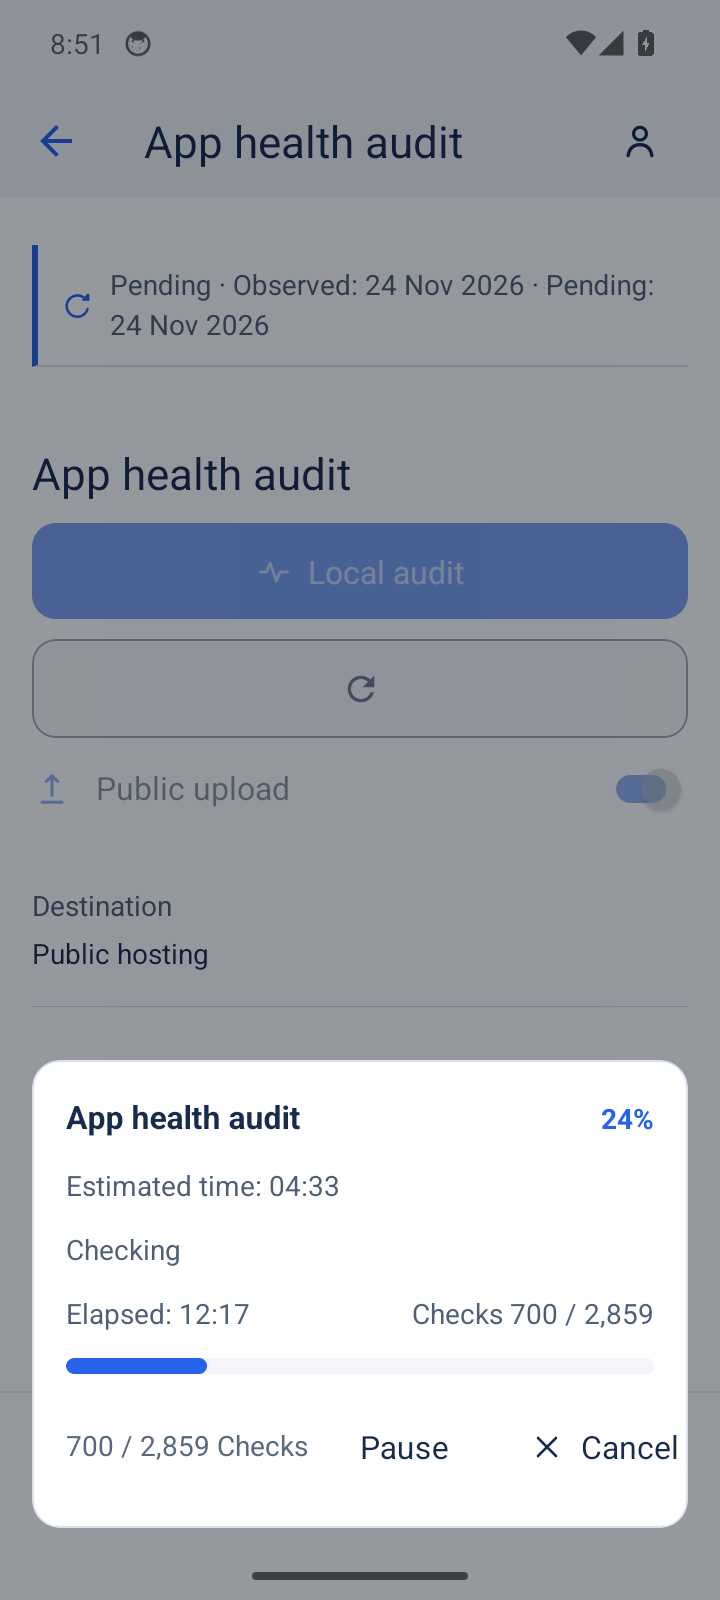 8:51
App health audit
Pending · Observed: 24 Nov 2026 · Pending:
24 Nov 2026
App health audit
Local audit
Public upload
Destination
Public hosting
App health audit
24%
Estimated time: 04:33
Checking
Elapsed: 12:17
Checks 700 / 2,859
700 / 2,859 Checks
Pause
Cancel